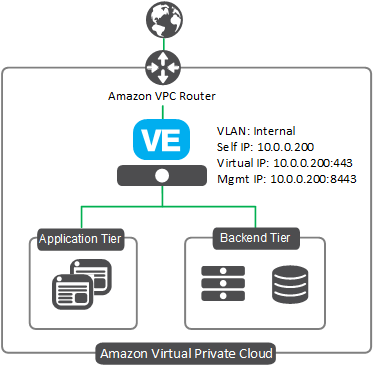 Amazon VPC Router
VE
VLAN: Internal
Self IP: 10.0.0.200
Virtual IP: 10.0.0.200:443
Mgmt IP: 10.0.0.200:8443
Application Tier
Backend Tier
Amazon Virtual Private Cloud